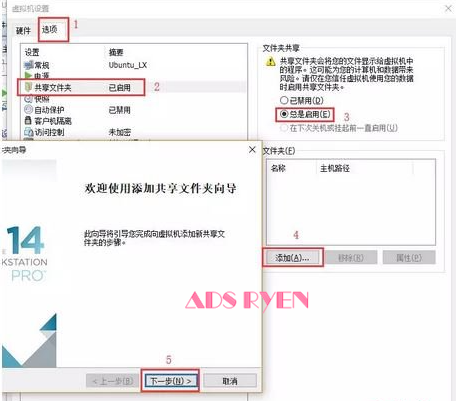 虚拟机设置
硬件 选项
1
设置 摘要
常规 Ubuntu_LX
电源
共享文件夹 已启用
2
快照
自动保护 已禁用
客户机隔离
访问控制 未加密
文件夹共享
共享文件夹会将您的文件显示给虚拟机中
的程序。这可能为您的计算机和数据带来
风险。请仅在您信任虚拟机使用您的数据
时启用共享文件夹。
已禁用(D)
总是启用(E)
3
在下次关机或挂起前一直启用(U)
文件夹(F)
名称 主机路径
4
添加(A)... 移除(R) 属性(P)
夹向导
欢迎使用添加共享文件夹向导
此向导将引导您完成向虚拟机添加新共享文
件夹的步骤。
14
KSTATION
PRO™
ADS RYEN
5
< 上一步(B) 下一步(N) > 取消